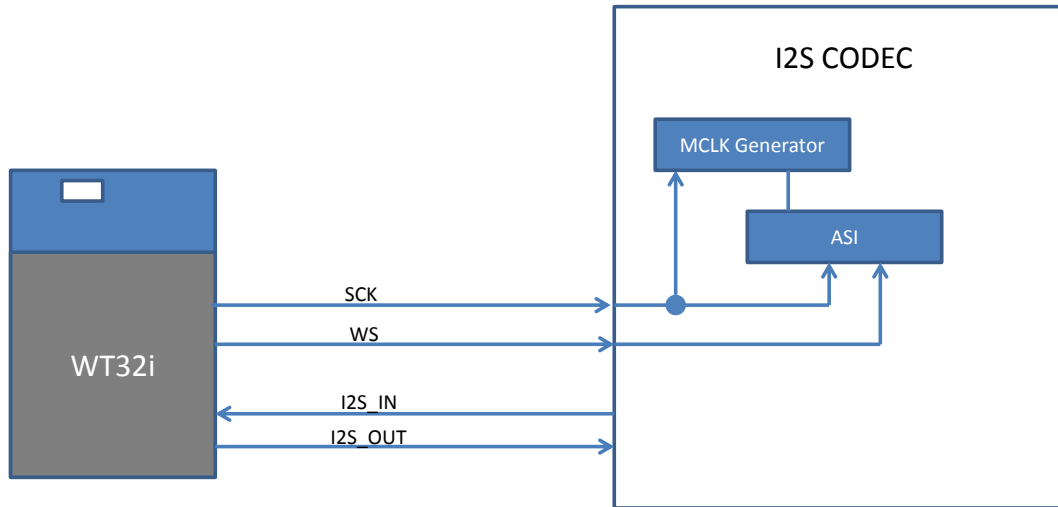 I2S CODEC
MCLK Generator
ASI
SCK
WS
WT32i
I2S_IN
I2S_OUT